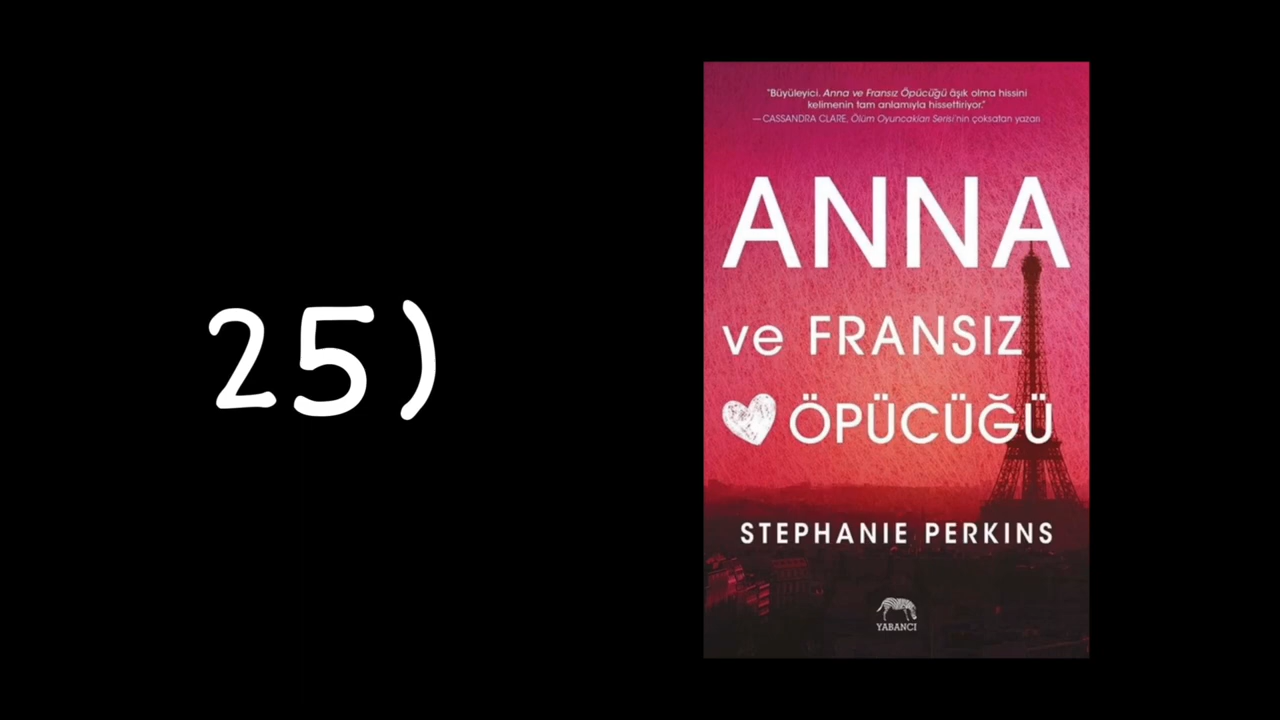 25)
"Büyüleyici. Anna ve Fransız Öpücüğü âşık olma hissini
kelimenin tam anlamıyla hissettiriyor."
— CASSANDRA CLARE, Ölüm Oyuncakları Serisi'nin çoksatan yazarı
ANNA
ve FRANSIZ
ÖPÜCÜĞÜ
STEPHANIE PERKINS
YABANCI